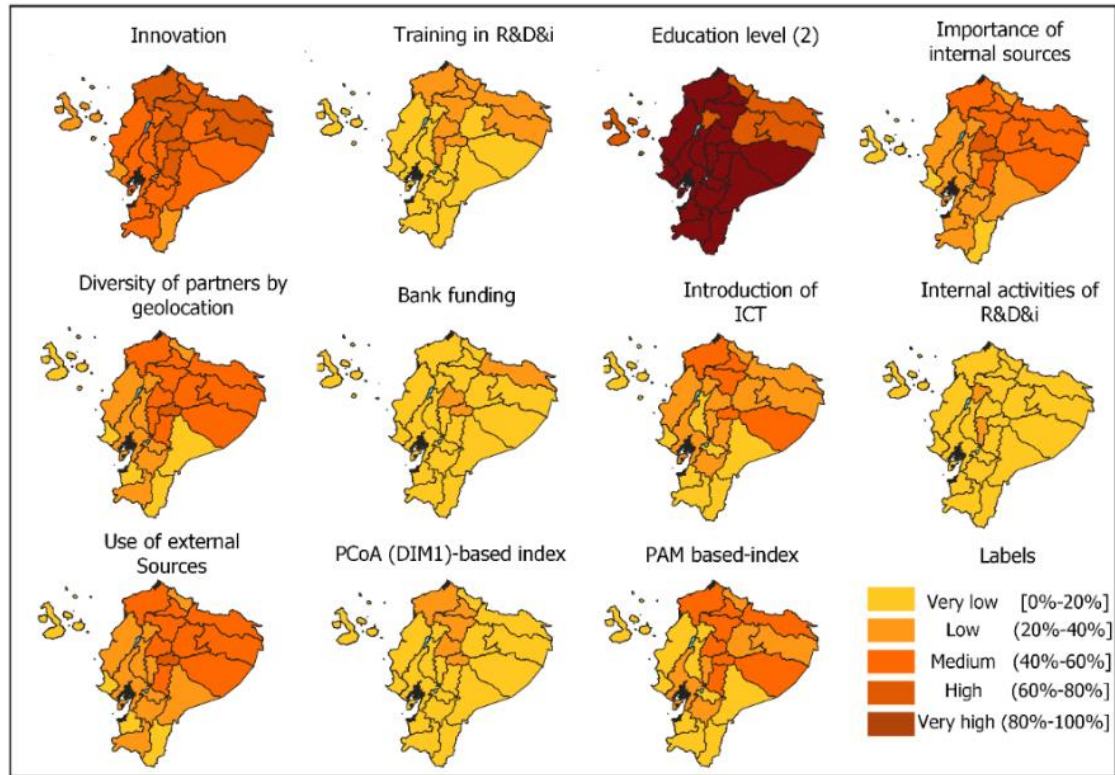 Innovation
Training in R&D&i
Education level (2)
Importance of
internal sources
Diversity of partners by
geolocation
Bank funding
Introduction of
ICT
Internal activities of
R&D&i
Use of external
Sources
PCoA (DIM1)-based index
PAM based-index
Labels
Very low [0%-20%]
Low (20%-40%]
Medium (40%-60%]
High (60%-80%]
Very high (80%-100%]